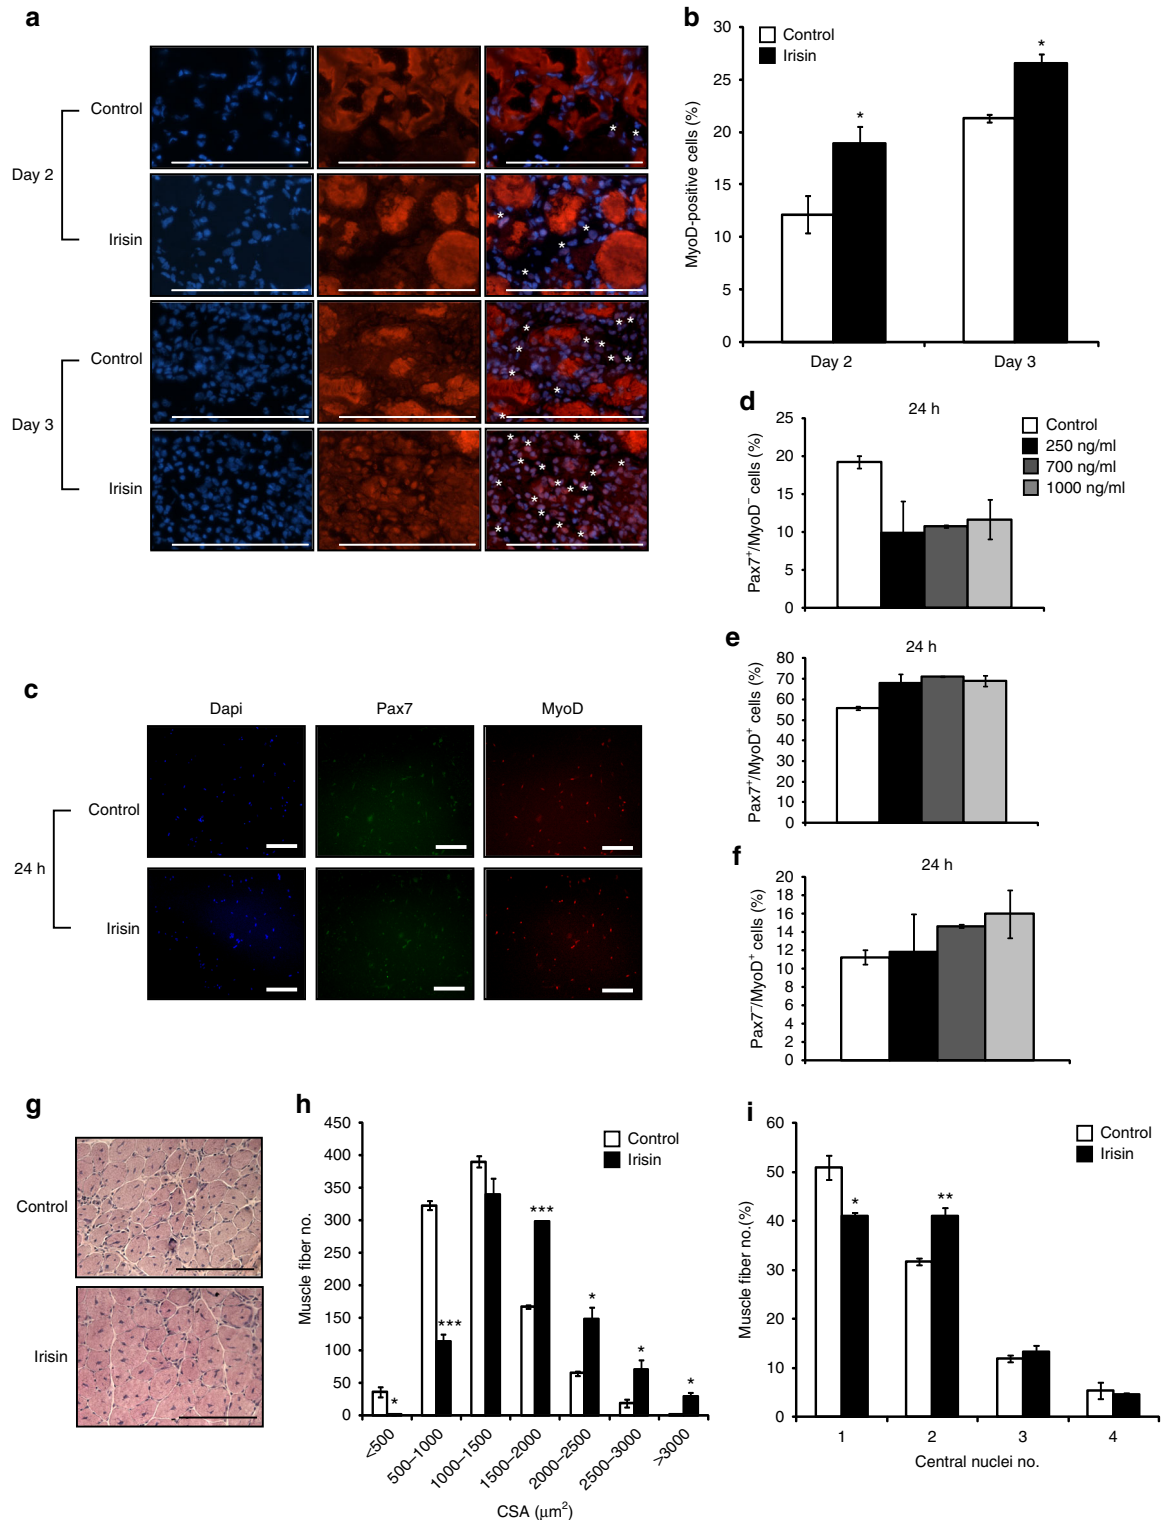 a
Day 2
Control
Irisin
Day 3
Control
Irisin
* *
* * * * *
* * * * * * * * * * *
* * * * * * * * * * * * * * *
b
MyoD-positive cells (%)
30
25
20
15
10
5
0
Control
Irisin
*
*
Day 2
Day 3
c
Dapi
Pax7
MyoD
24 h
Control
Irisin
d
24 h
Pax7+/MyoD− cells (%)
25
20
15
10
5
0
Control
250 ng/ml
700 ng/ml
1000 ng/ml
e
24 h
Pax7+/MyoD+ cells (%)
80
70
60
50
40
30
20
10
0
f
24 h
Pax7−/MyoD+ cells (%)
20
18
16
14
12
10
8
6
4
2
0
g
Control
Irisin
h
Muscle fiber no.
450
400
350
300
250
200
150
100
50
0
Control
Irisin
*
***
***
*
*
*
<500
500–1000
1000–1500
1500–2000
2000–2500
2500–3000
>3000
CSA (μm²)
i
Muscle fiber no.(%)
60
50
40
30
20
10
0
Control
Irisin
*
**
1
2
3
4
Central nuclei no.